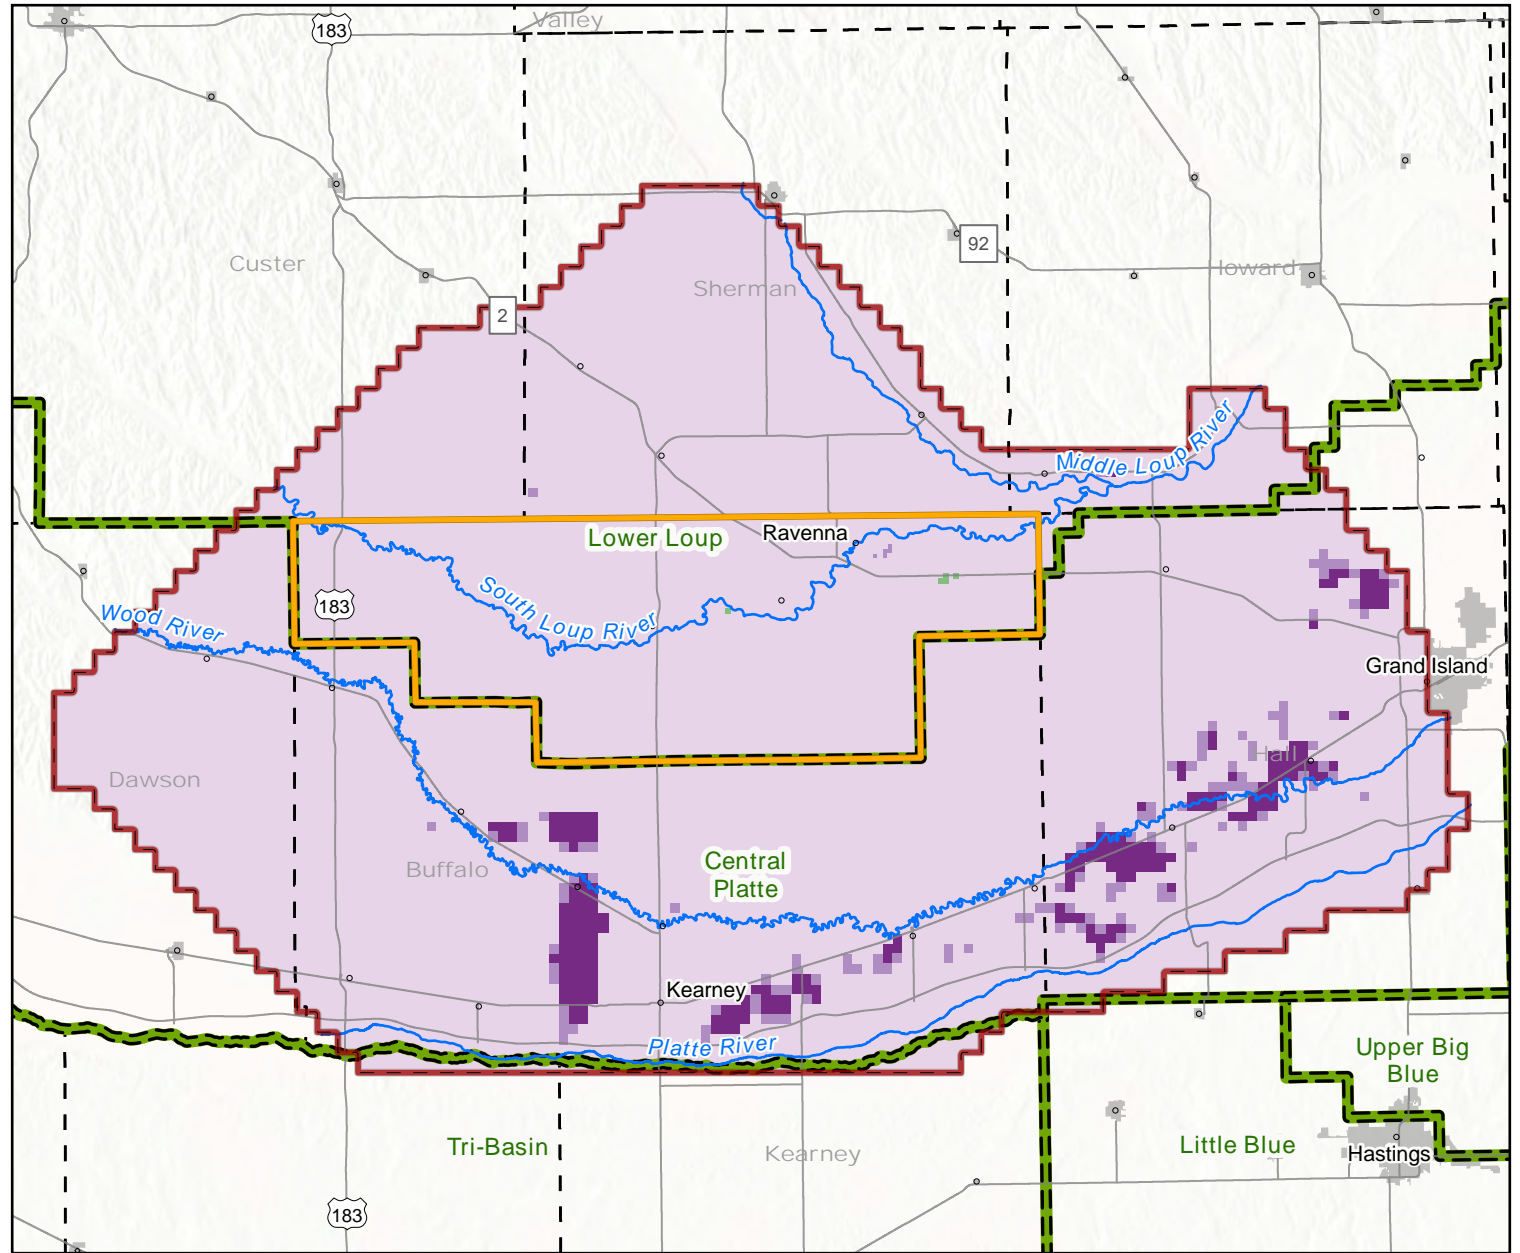 Valley
183
92
Custer
Howard
Sherman
2
Middle Loup River
Lower Loup
Ravenna
South Loup River
183
Wood River
Grand Island
Hall
Dawson
Central
Platte
Buffalo
Kearney
Platte River
Upper Big
Blue
Tri-Basin
Kearney
Little Blue
Hastings
183